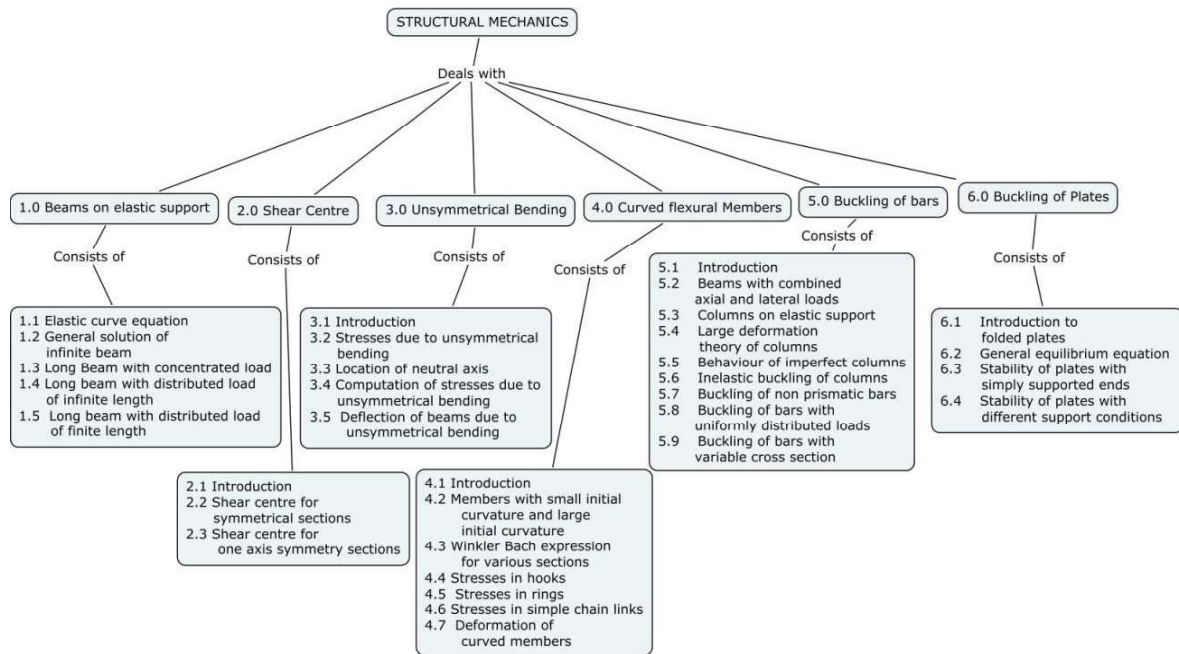 STRUCTURAL MECHANICS
Deals with
1.0 Beams on elastic support
2.0 Shear Centre
3.0 Unsymmetrical Bending
4.0 Curved flexural Members
5.0 Buckling of bars
6.0 Buckling of Plates
Consists of
1.1 Elastic curve equation
1.2 General solution of
infinite beam
1.3 Long Beam with concentrated load
1.4 Long beam with distributed load
of infinite length
1.5 Long beam with distributed load
of finite length
Consists of
2.1 Introduction
2.2 Shear centre for
symmetrical sections
2.3 Shear centre for
one axis symmetry sections
Consists of
3.1 Introduction
3.2 Stresses due to unsymmetrical
bending
3.3 Location of neutral axis
3.4 Computation of stresses due to
unsymmetrical bending
3.5 Deflection of beams due to
unsymmetrical bending
Consists of
4.1 Introduction
4.2 Members with small initial
curvature and large
initial curvature
4.3 Winkler Bach expression
for various sections
4.4 Stresses in hooks
4.5 Stresses in rings
4.6 Stresses in simple chain links
4.7 Deformation of
curved members
Consists of
5.1 Introduction
5.2 Beams with combined
axial and lateral loads
5.3 Columns on elastic support
5.4 Large deformation
theory of columns
5.5 Behaviour of imperfect columns
5.6 Inelastic buckling of columns
5.7 Buckling of non prismatic bars
5.8 Buckling of bars with
uniformly distributed loads
5.9 Buckling of bars with
variable cross section
Consists of
6.1 Introduction to
folded plates
6.2 General equilibrium equation
6.3 Stability of plates with
simply supported ends
6.4 Stability of plates with
different support conditions